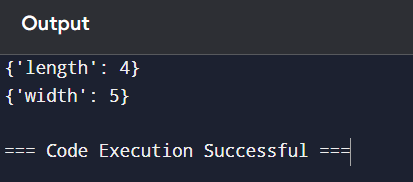 Output
{'length': 4}
{'width': 5}
=== Code Execution Successful ===